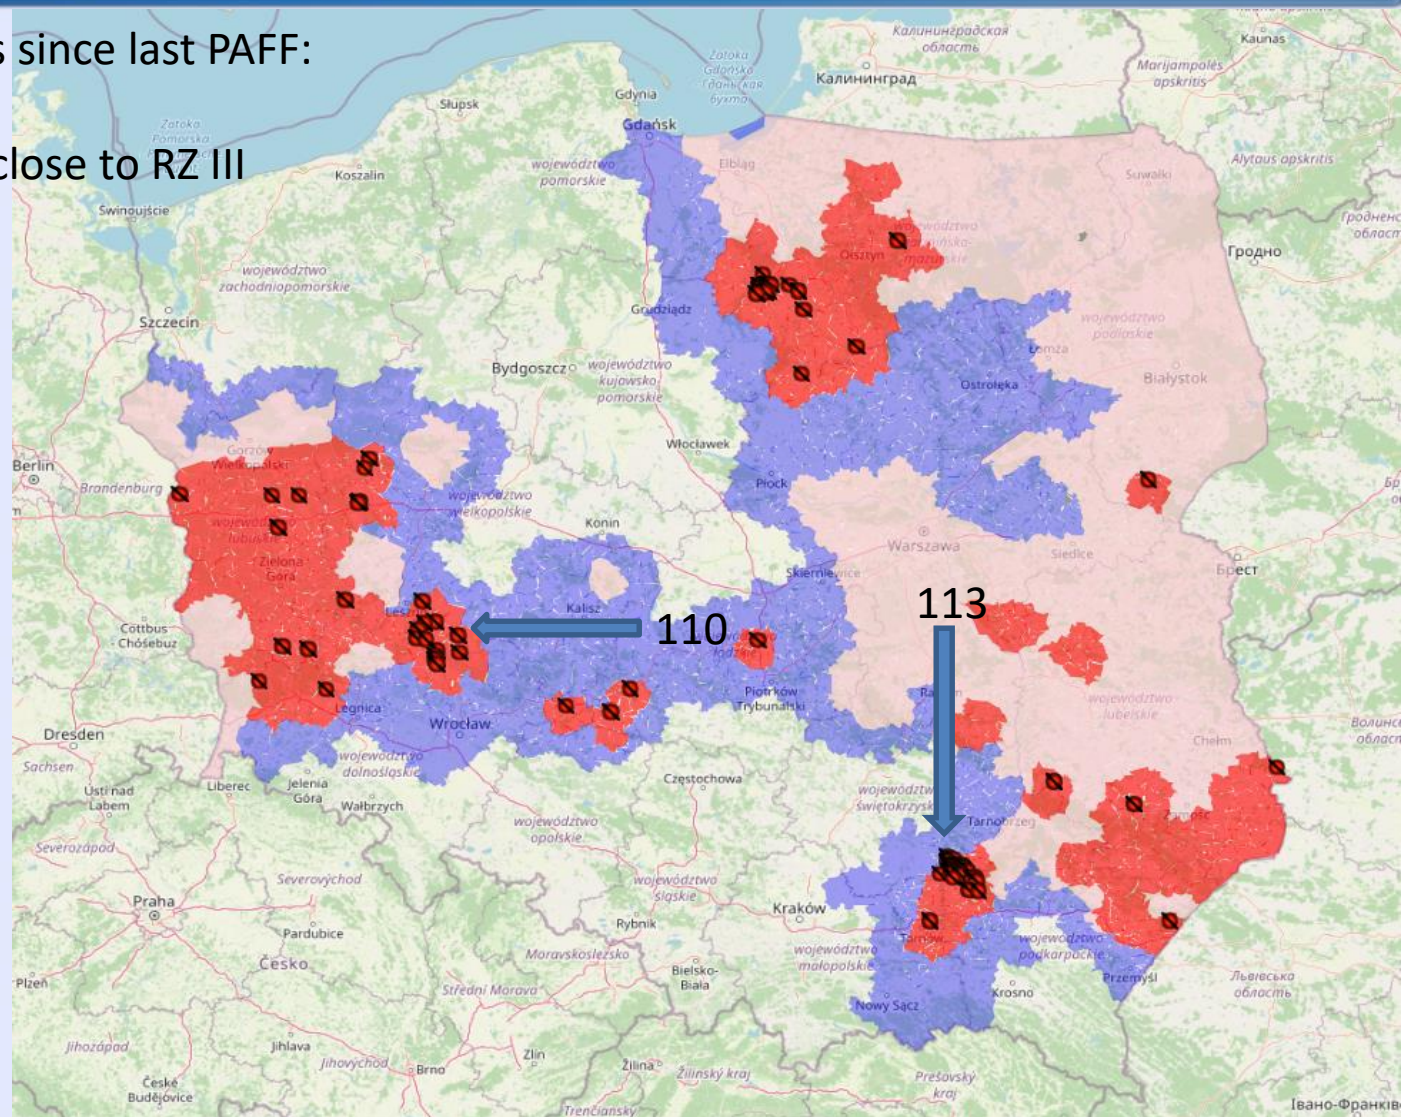 s since last PAFF:
close to RZ III
Калининградская
область
Kaunas
Zatoka
Gdańska
Marijampolės
apskritis
Калининград
Gdynia
Słupsk
Gdańsk
Zatoka
Pomorska
Koszalin
województwo
pomorskie
Elbląg
Suwałki
Alytaus apskritis
Świnoujście
Гродно
województwo
Olsztyn
województwo
zachodniopomorskie
Szczecin
Grudziądz
województwo
podlaskie
Łomża
Bydgoszcz
województwo
kujawsko
pomorskie
Ostrołęka
Białystok
Włocławek
Gorzów
Wielkopolski
Berlin
Brandenburg
Płock
województwo
wielkopolskie
Konin
województwo
lubuskie
Warszawa
Siedlce
Zielona
Góra
Брест
Skierniewice
Kalisz
110
113
Cottbus
- Chóśebuz
Piotrków
Trybunalski
Legnica
Wrocław
województwo
lubelskie
Dresden
Sachsen
województwo
dolnośląskie
Chełm
Liberec
Jelenia
Góra
Wałbrzych
Częstochowa
Ústí nad
Labem
województwo
świętokrzysk
Tarnobrzeg
Zamość
województwo
opolskie
Severozápad
Severovýchod
województwo
śląskie
Praha
Kraków
Rybnik
Pardubice
Tarnów
województwo
podkarpackie
województwo
małopolskie
Moravskoslezsko
Česko
Bielsko-
Biała
Przemyśl
Львівська
область
Plzeň
Střední Morava
Krosno
Nowy Sącz
Jihozápad
Jihlava
Jihovýchod
Brno
Zlín
Žilina
Žilinský kraj
Prešovský
kraj
České
Budějovice
Trenčiansky
Івано-Франків